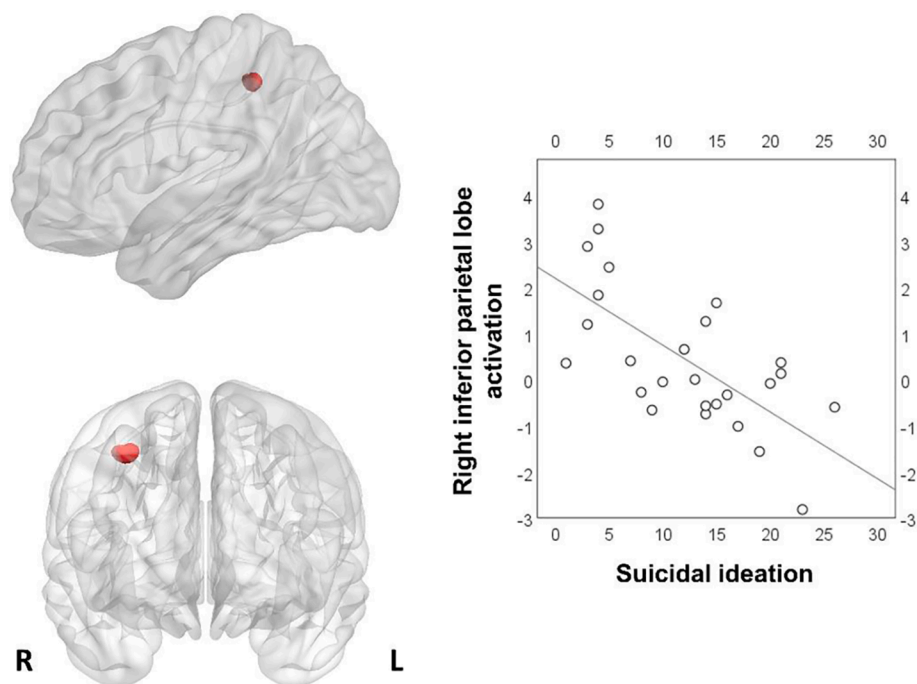 0 5 10 15 20 25 30
Right inferior parietal lobe
activation
4 4
3 3
2 2
1 1
0 0
-1 -1
-2 -2
-3 -3
0 5 10 15 20 25 30
Suicidal ideation
R L